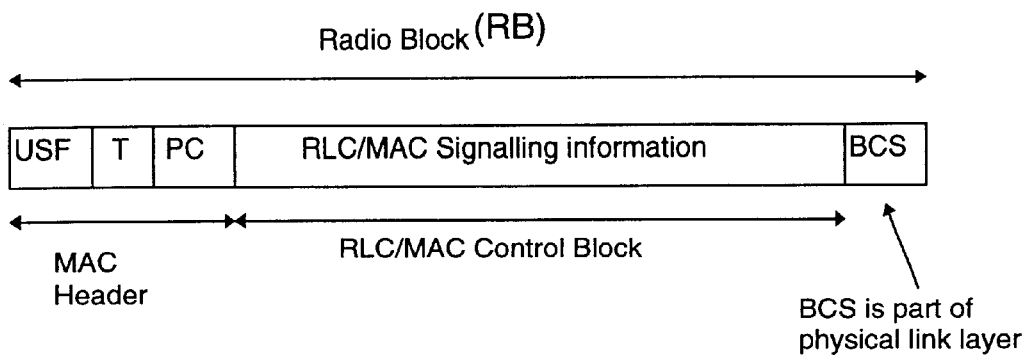 Radio Block (RB)
USF T PC RLC/MAC Signalling information BCS
MAC
Header
RLC/MAC Control Block
BCS is part of
physical link layer